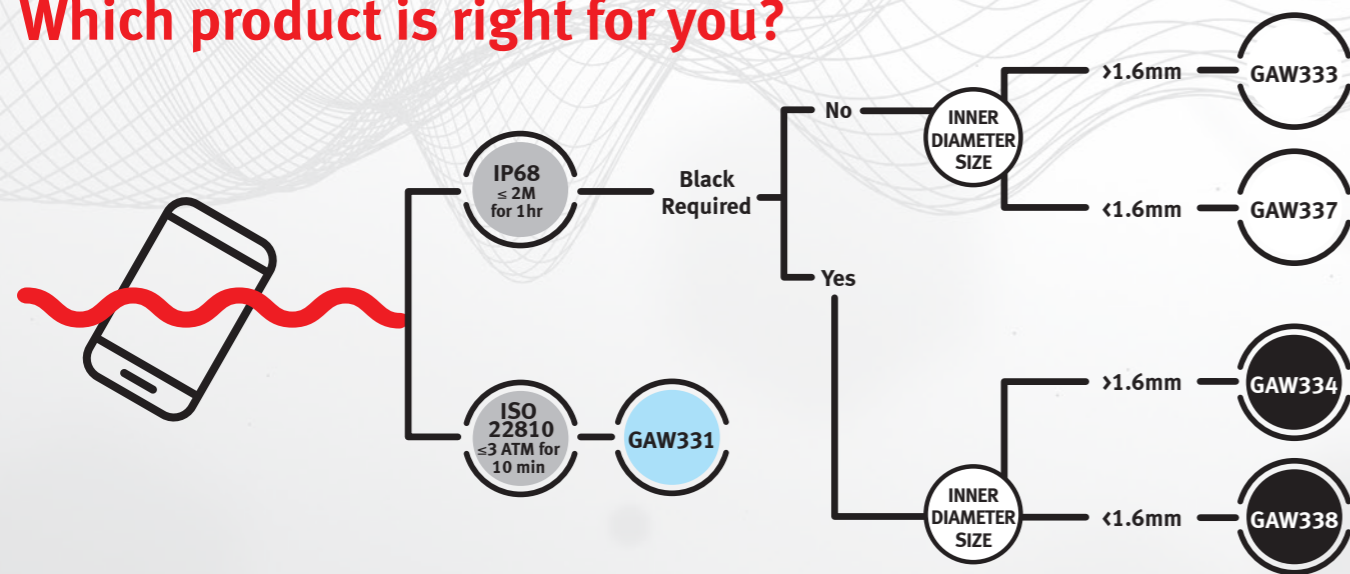 Which product is right for you?
IP68
≤ 2M
for 1hr
Black
Required
No
INNER
DIAMETER
SIZE
>1.6mm
GAW333
<1.6mm
GAW337
Yes
INNER
DIAMETER
SIZE
>1.6mm
GAW334
<1.6mm
GAW338
ISO
22810
≤3 ATM for
10 min
GAW331